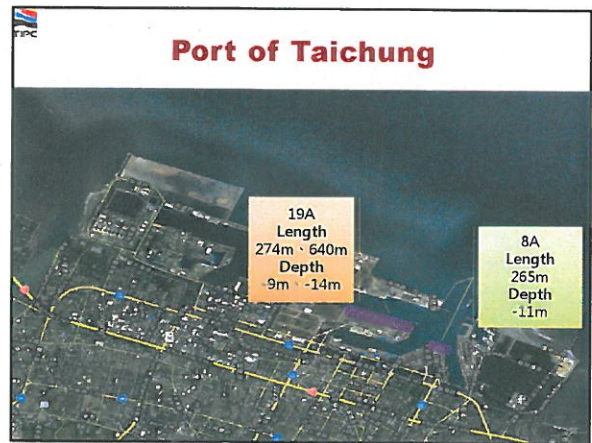 TIPC
Port of Taichung
19A
Length
274m、640m
Depth
-9m、-14m
8A
Length
265m
Depth
-11m